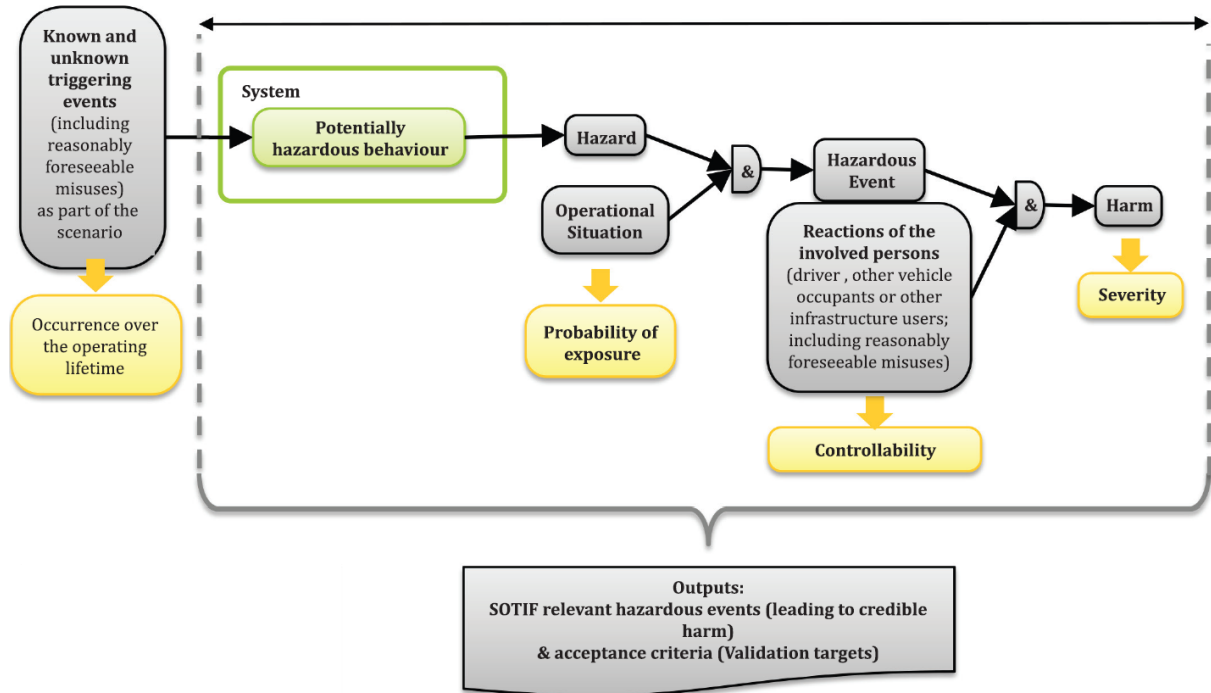 Known and
unknown
triggering
events
(including
reasonably
foreseeable
misuses)
as part of the
scenario
Occurrence over
the operating
lifetime
System
Potentially
hazardous behaviour
Hazard
Operational
Situation
Probability of
exposure
&
Hazardous
Event
Reactions of the
involved persons
(driver , other vehicle
occupants or other
infrastructure users;
including reasonably
foreseeable misuses)
Controllability
&
Harm
Severity
Outputs:
SOTIF relevant hazardous events (leading to credible
harm)
& acceptance criteria (Validation targets)